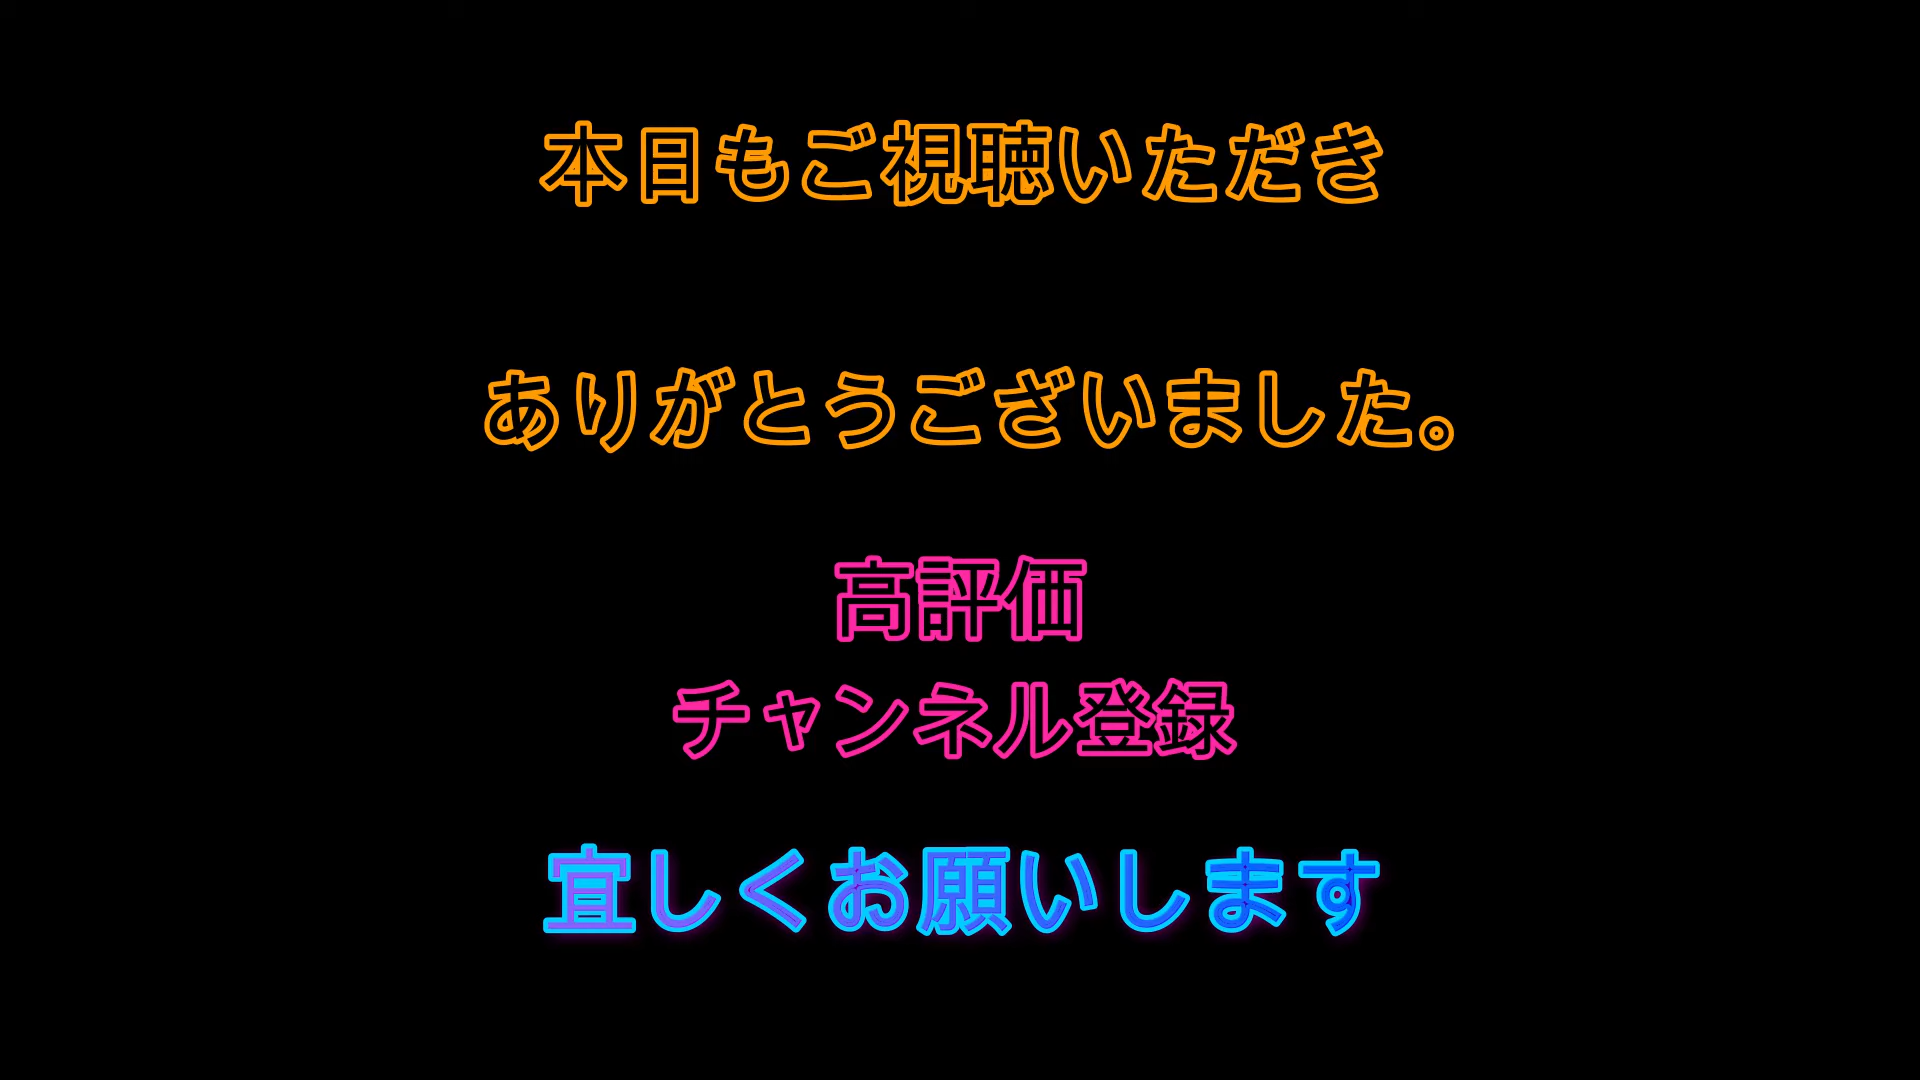 本日もご視聴いただき
ありがとうございました。
高評価
チャンネル登録
宜しくお願いします